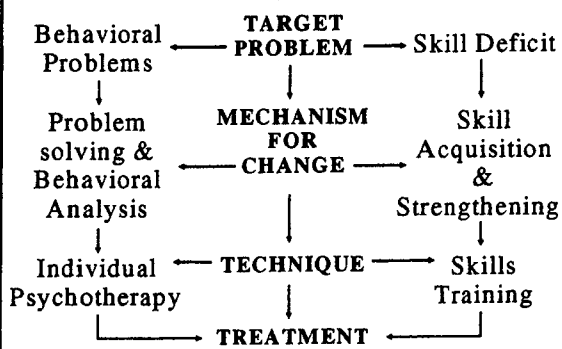 Behavioral
Problems
TARGET
PROBLEM
Skill Deficit
Problem
solving &
Behavioral
Analysis
MECHANISM
FOR
CHANGE
Skill
Acquisition
&
Strengthening
Individual
Psychotherapy
TECHNIQUE
Skills
Training
TREATMENT